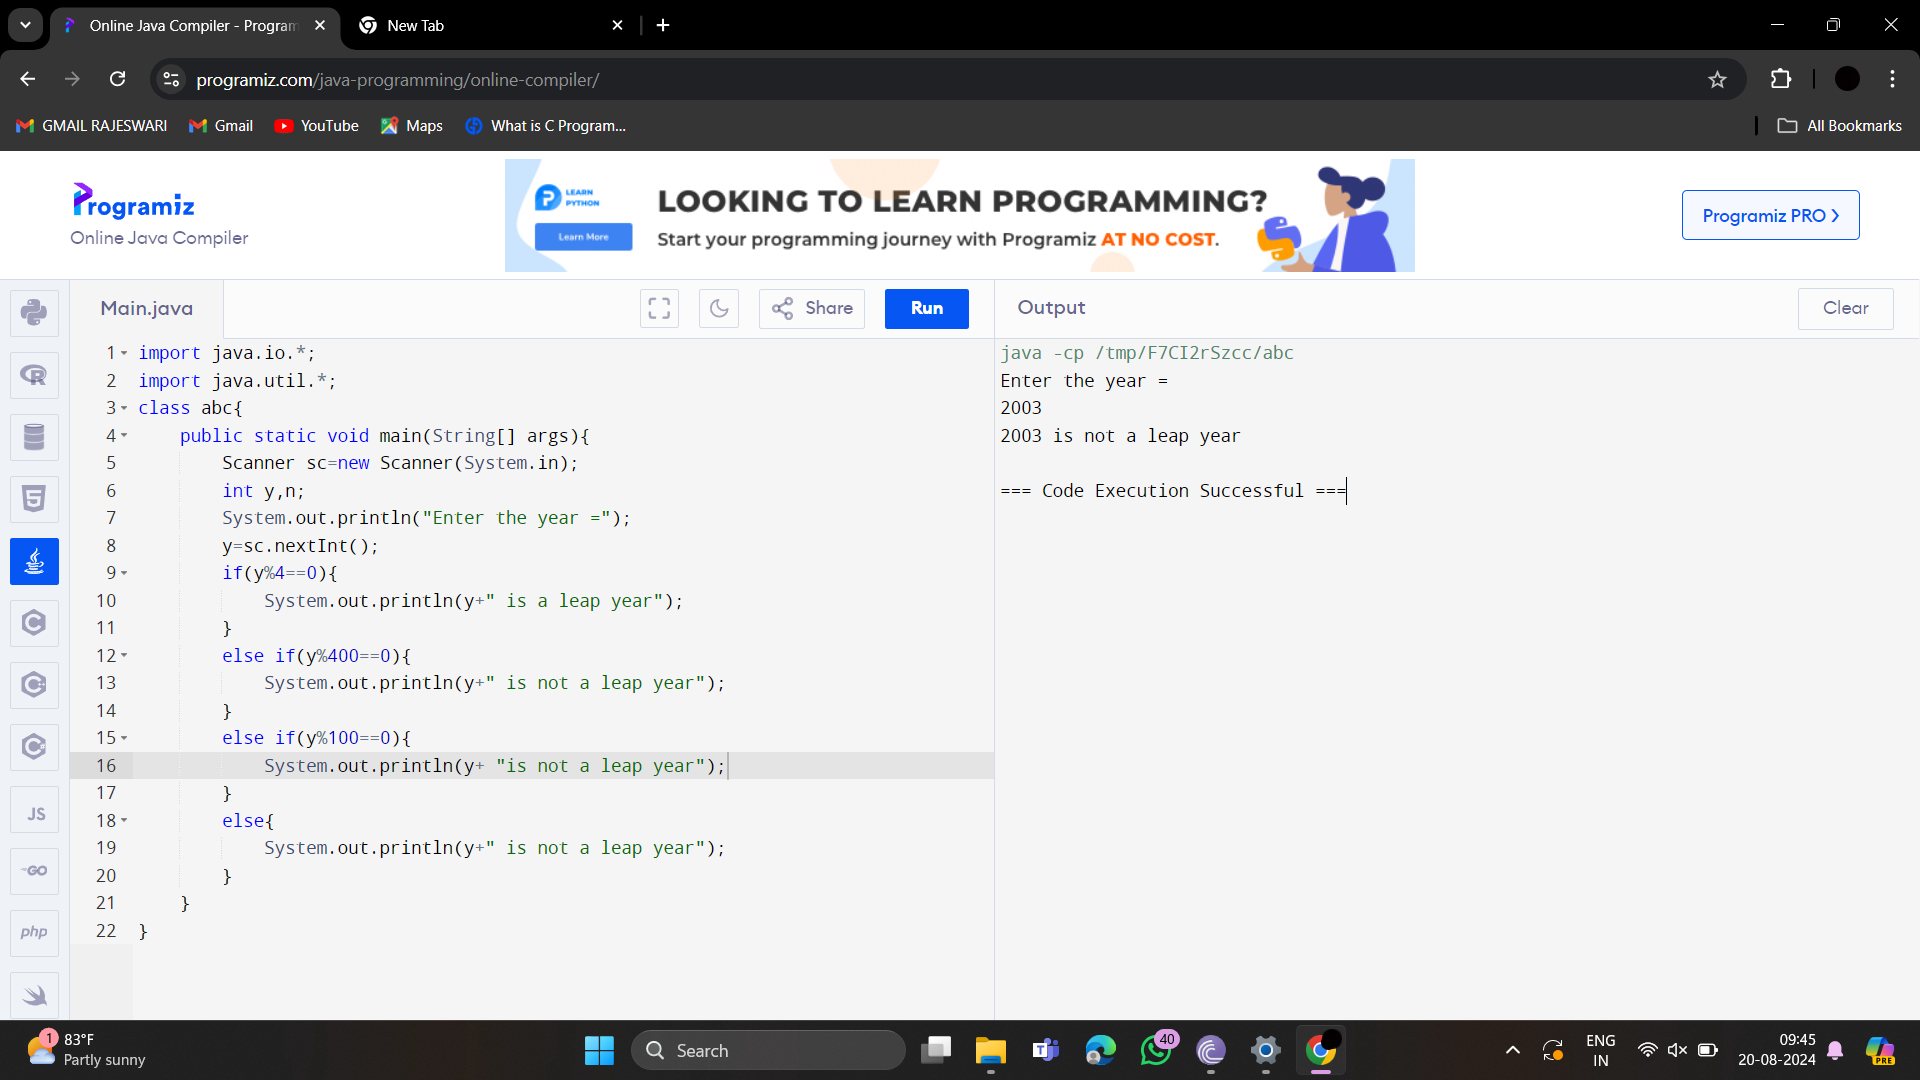 Online Java Compiler - Program
New Tab
programiz.com/java-programming/online-compiler/
GMAIL RAJESWARI
Gmail
YouTube
Maps
What is C Program...
All Bookmarks
Programiz
Online Java Compiler
LEARN
PYTHON
Learn More
LOOKING TO LEARN PROGRAMMING?
Start your programming journey with Programiz AT NO COST.
Programiz PRO
Main.java
Share
Run
Output
Clear
1 import java.io.*;
2 import java.util.*;
3 class abc{
4 public static void main(String[] args){
5 Scanner sc=new Scanner(System.in);
6 int y,n;
7 System.out.println("Enter the year =");
8 y=sc.nextInt();
9 if(y%4==0){
10 System.out.println(y+" is a leap year");
11 }
12 else if(y%400==0){
13 System.out.println(y+" is not a leap year");
14 }
15 else if(y%100==0){
16 System.out.println(y+ "is not a leap year");
17 }
18 else{
19 System.out.println(y+" is not a leap year");
20 }
21 }
22 }
java -cp /tmp/F7CI2rSzcc/abc
Enter the year =
2003
2003 is not a leap year
=== Code Execution Successful ===
R
5
C
C
C
JS
GO
php
1
83°F
Partly sunny
Search
40
ENG
IN
09:45
20-08-2024
PRE